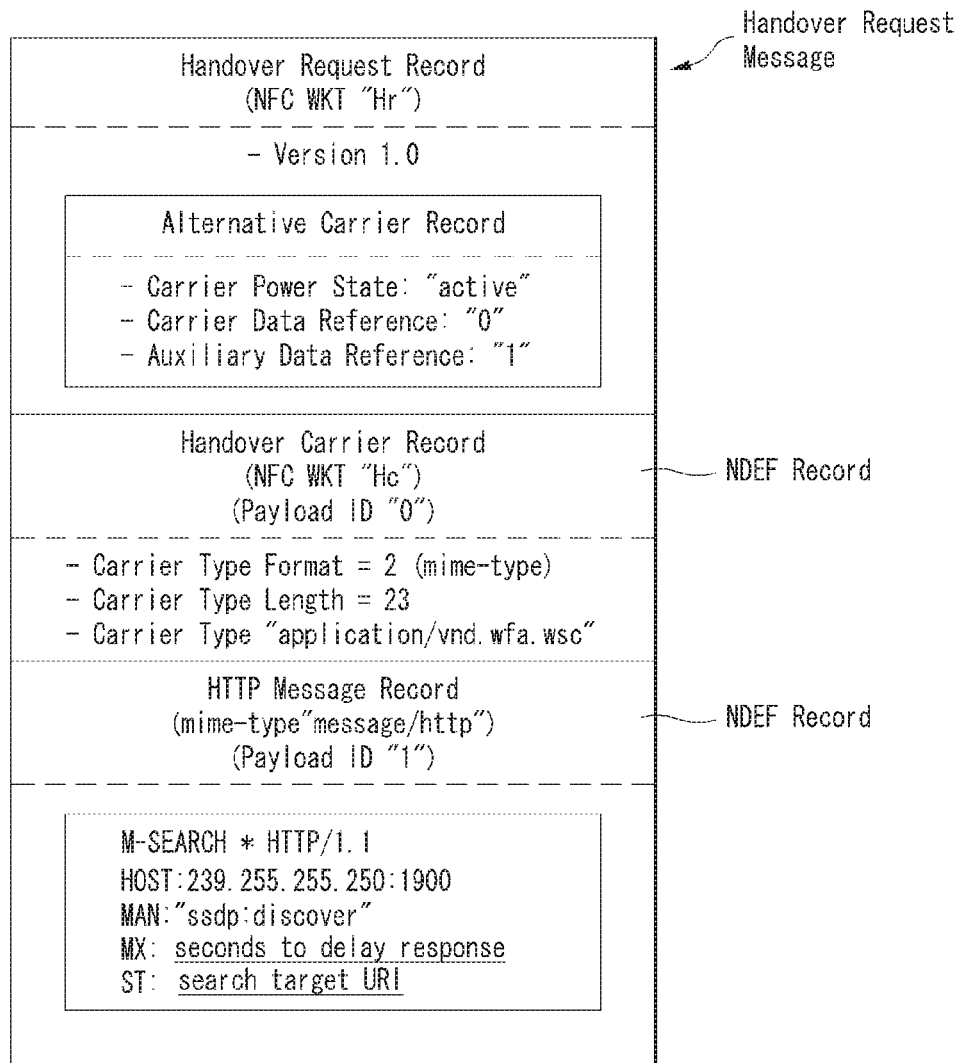 Handover Request
Message
Handover Request Record
(NFC WKT "Hr")
- Version 1.0
Alternative Carrier Record
- Carrier Power State: "active"
- Carrier Data Reference: "0"
- Auxiliary Data Reference: "1"
Handover Carrier Record
(NFC WKT "Hc")
(Payload ID "0")
NDEF Record
- Carrier Type Format = 2 (mime-type)
- Carrier Type Length = 23
- Carrier Type "application/vnd.wfa.wsc"
HTTP Message Record
(mime-type"message/http")
(Payload ID "1")
NDEF Record
M-SEARCH * HTTP/1.1
HOST:239.255.255.250:1900
MAN:"ssdp:discover"
MX: seconds to delay response
ST: search target URI